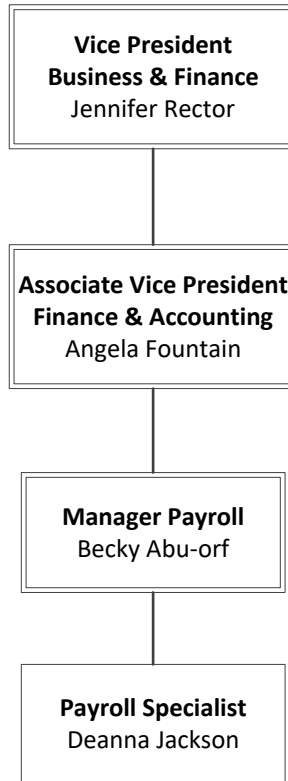 Vice President
Business & Finance
Jennifer Rector
Associate Vice President
Finance & Accounting
Angela Fountain
Manager Payroll
Becky Abu-orf
Payroll Specialist
Deanna Jackson